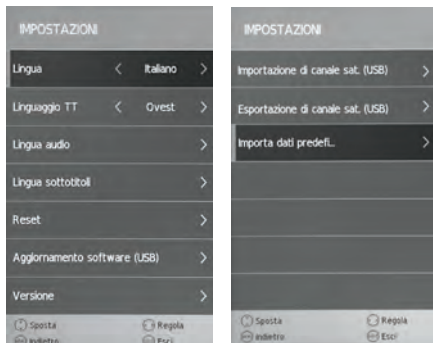 IMPOSTAZIONI
Lingua < Italiano >
Linguaggio TT < Ovest >
Lingua audio >
Lingua sottotitoli >
Reset >
Aggiornamento software (USB) >
Versione >
Sposta Regola
Indietro Esci
IMPOSTAZIONI
Importazione di canale sat. (USB) >
Esportazione di canale sat. (USB) >
Importa dati predefi... >
Sposta Regola
Indietro Esci